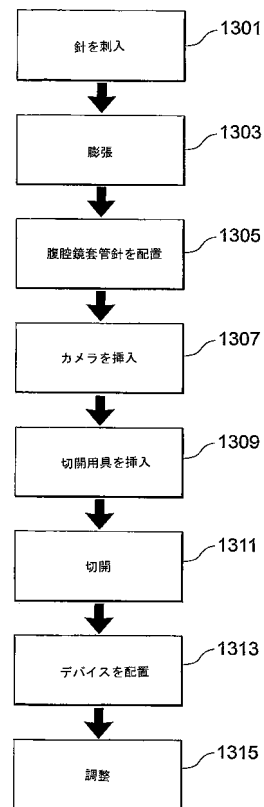 針を刺入
1301
膨張
1303
腹腔鏡套管針を配置
1305
カメラを挿入
1307
切開用具を挿入
1309
切開
1311
デバイスを配置
1313
調整
1315